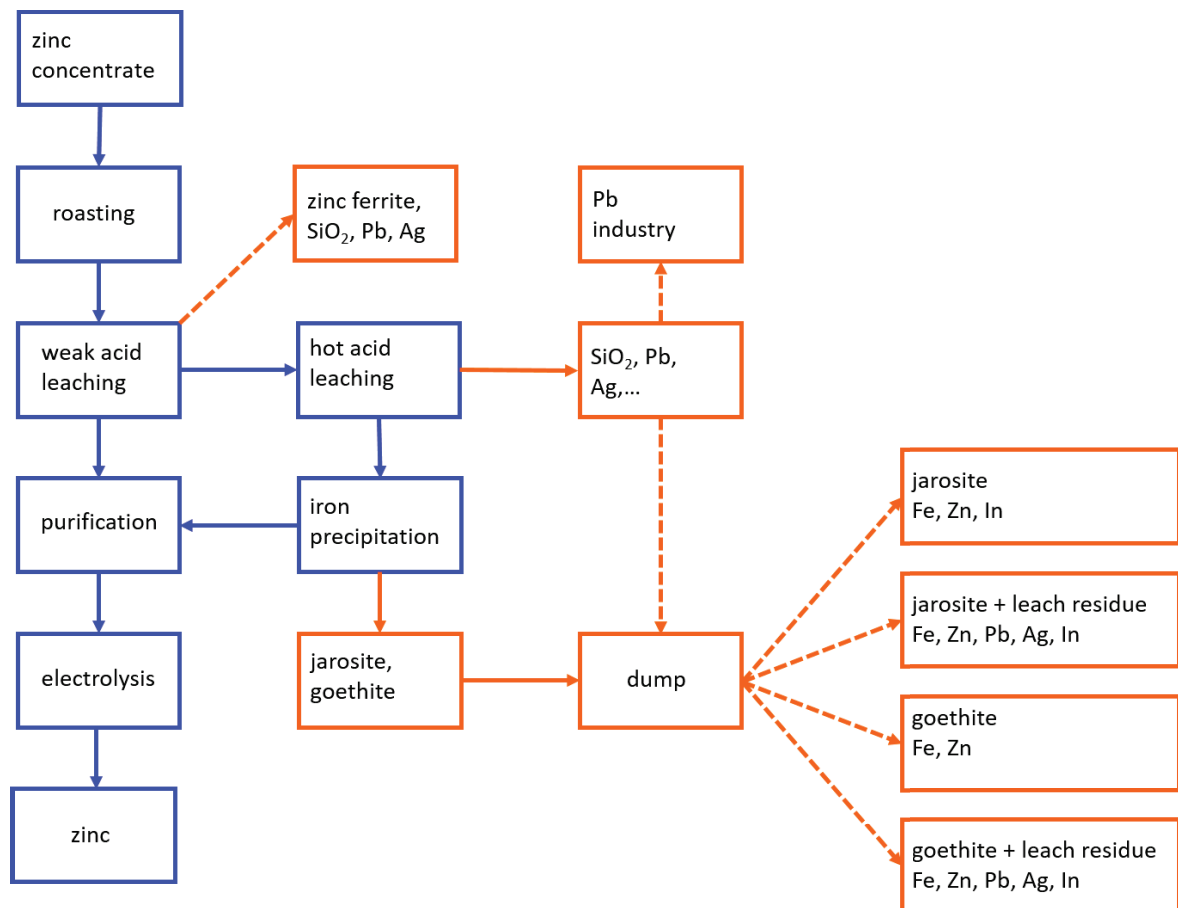 zinc
concentrate
roasting
zinc ferrite,
SiO₂, Pb, Ag
Pb
industry
weak acid
leaching
hot acid
leaching
SiO₂, Pb,
Ag,...
purification
iron
precipitation
jarosite
Fe, Zn, In
jarosite + leach residue
Fe, Zn, Pb, Ag, In
electrolysis
jarosite,
goethite
dump
goethite
Fe, Zn
zinc
goethite + leach residue
Fe, Zn, Pb, Ag, In